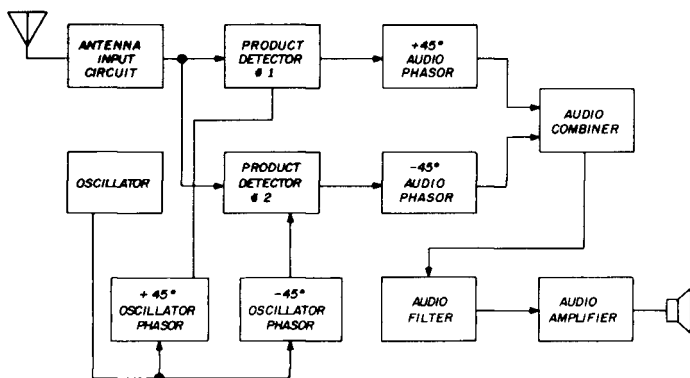 ANTENNA
INPUT
CIRCUIT
PRODUCT
DETECTOR
# 1
+45°
AUDIO
PHASOR
AUDIO
COMBINER
OSCILLATOR
PRODUCT
DETECTOR
# 2
-45°
AUDIO
PHASOR
+45°
OSCILLATOR
PHASOR
-45°
OSCILLATOR
PHASOR
AUDIO
FILTER
AUDIO
AMPLIFIER